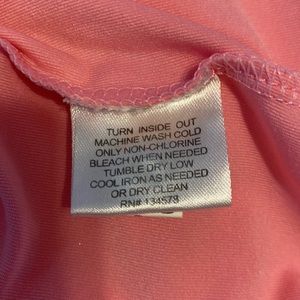 TURN INSIDE OUT
MACHINE WASH COLD
ONLY NON-CHLORINE
BLEACH WHEN NEEDED
TUMBLE DRY LOW
COOL IRON AS NEEDED
OR DRY CLEAN
RN# 134578